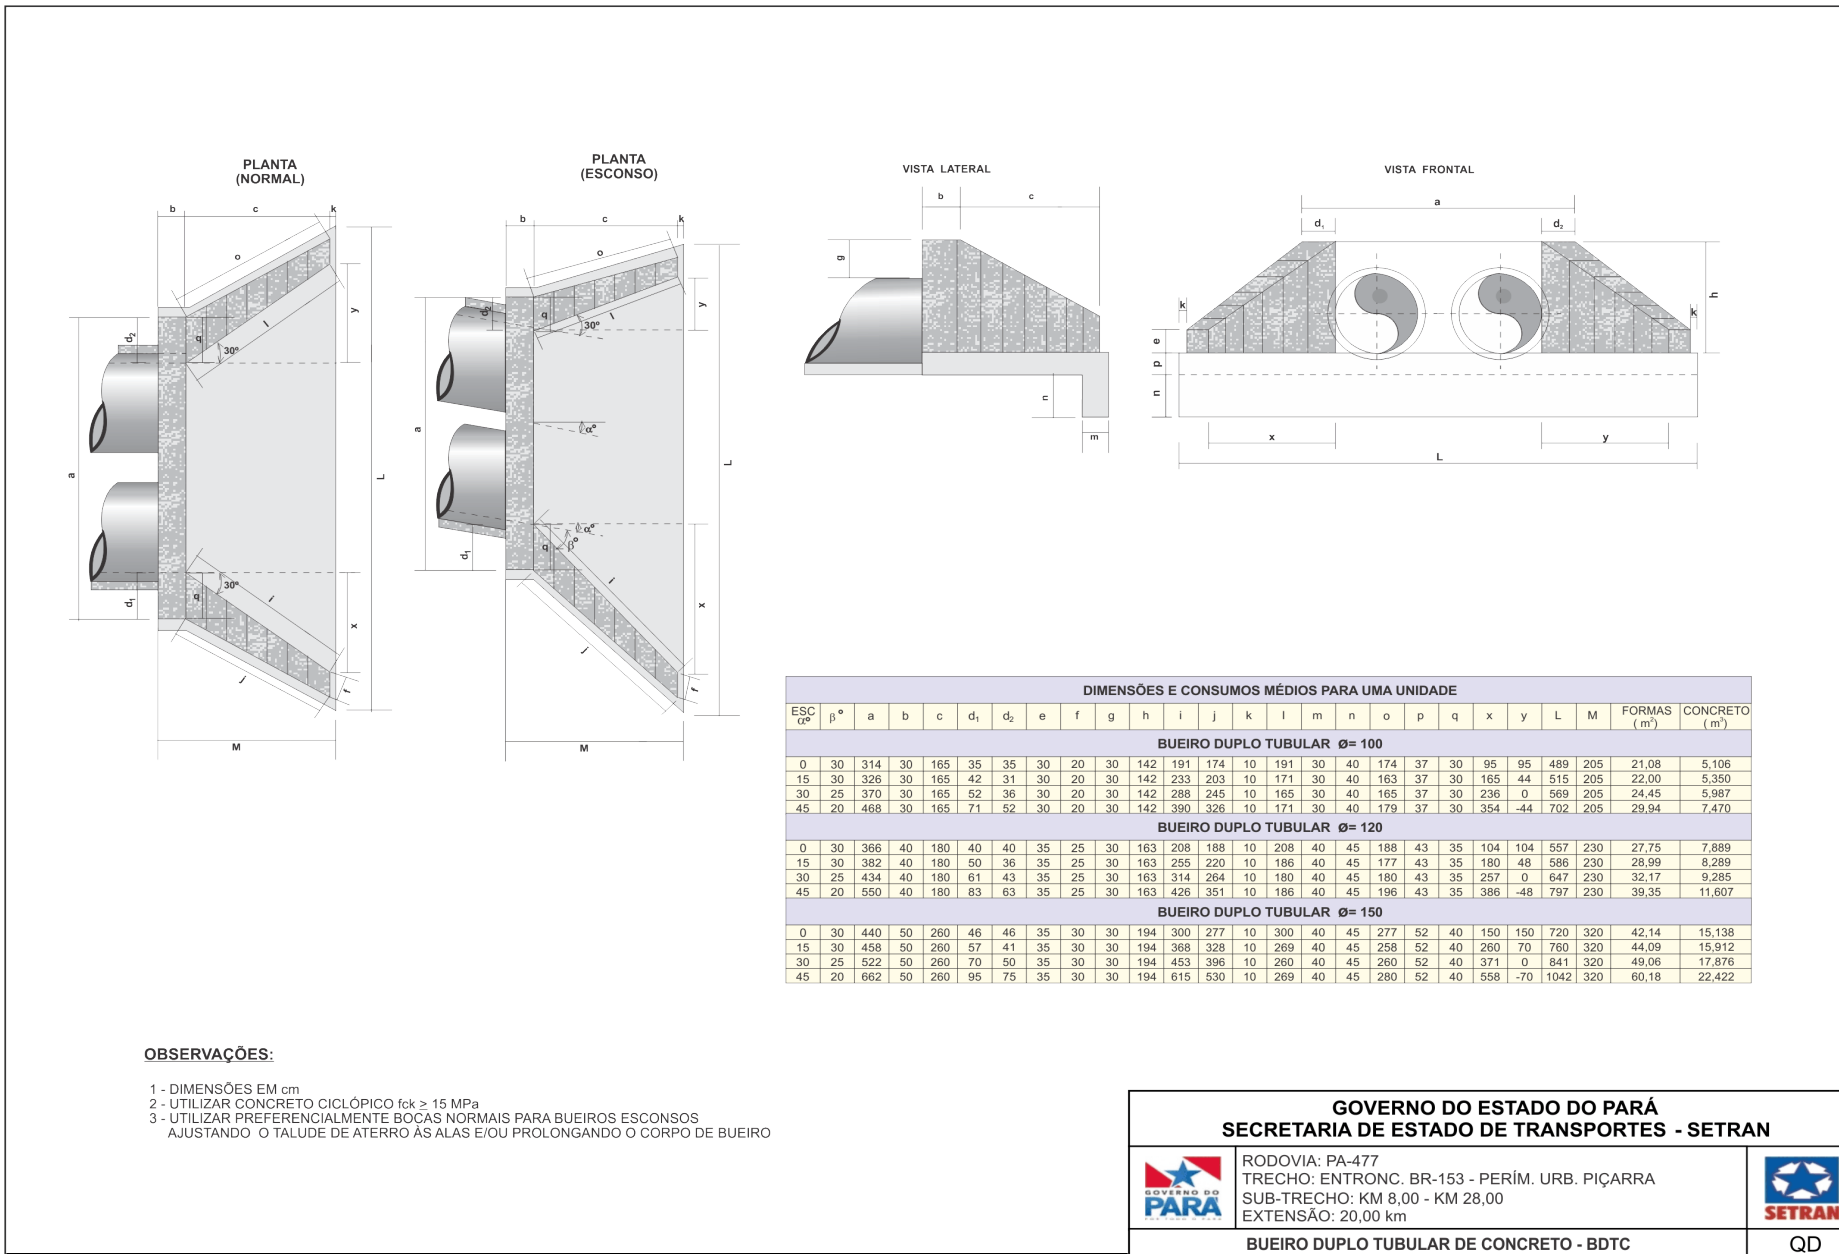 PLANTA
(NORMAL)
b c k
o
y
d₂
q
30º
l
a
L
d₁
q
30º
i
x
j
f
M
PLANTA
(ESCONSO)
b c k
o
y
d₂
q
30º
l
a
αº
L
αº
βº
q
d₁
i
x
j
f
M
VISTA LATERAL
b c
g
n
m
VISTA FRONTAL
a
d₁ d₂
h
k k
e
p
n
x y
L
DIMENSÕES E CONSUMOS MÉDIOS PARA UMA UNIDADE
ESC αº β° a b c d₁ d₂ e f g h i j k l m n o p q x y L M FORMAS ( m²) CONCRETO ( m³)
BUEIRO DUPLO TUBULAR Ø= 100
0 30 314 30 165 35 35 30 20 30 142 191 174 10 191 30 40 174 37 30 95 95 489 205 21,08 5,106
15 30 326 30 165 42 31 30 20 30 142 233 203 10 171 30 40 163 37 30 165 44 515 205 22,00 5,350
30 25 370 30 165 52 36 30 20 30 142 288 245 10 165 30 40 165 37 30 236 0 569 205 24,45 5,987
45 20 468 30 165 71 52 30 20 30 142 390 326 10 171 30 40 179 37 30 354 -44 702 205 29,94 7,470
BUEIRO DUPLO TUBULAR Ø= 120
0 30 366 40 180 40 40 35 25 30 163 208 188 10 208 40 45 188 43 35 104 104 557 230 27,75 7,889
15 30 382 40 180 50 36 35 25 30 163 255 220 10 186 40 45 177 43 35 180 48 586 230 28,99 8,289
30 25 434 40 180 61 43 35 25 30 163 314 264 10 180 40 45 180 43 35 257 0 647 230 32,17 9,285
45 20 550 40 180 83 63 35 25 30 163 426 351 10 186 40 45 196 43 35 386 -48 797 230 39,35 11,607
BUEIRO DUPLO TUBULAR Ø= 150
0 30 440 50 260 46 46 35 30 30 194 300 277 10 300 40 45 277 52 40 150 150 720 320 42,14 15,138
15 30 458 50 260 57 41 35 30 30 194 368 328 10 269 40 45 258 52 40 260 70 760 320 44,09 15,912
30 25 522 50 260 70 50 35 30 30 194 453 396 10 260 40 45 260 52 40 371 0 841 320 49,06 17,876
45 20 662 50 260 95 75 35 30 30 194 615 530 10 269 40 45 280 52 40 558 -70 1042 320 60,18 22,422
OBSERVAÇÕES:
1 - DIMENSÕES EM cm
2 - UTILIZAR CONCRETO CICLÓPICO fck ≥ 15 MPa
3 - UTILIZAR PREFERENCIALMENTE BOCAS NORMAIS PARA BUEIROS ESCONSOS
AJUSTANDO O TALUDE DE ATERRO ÀS ALAS E/OU PROLONGANDO O CORPO DE BUEIRO
GOVERNO DO ESTADO DO PARÁ
SECRETARIA DE ESTADO DE TRANSPORTES - SETRAN
GOVERNO DO
PARÁ
RODOVIA: PA-477
TRECHO: ENTRONC. BR-153 - PERÍM. URB. PIÇARRA
SUB-TRECHO: KM 8,00 - KM 28,00
EXTENSÃO: 20,00 km
SETRAN
BUEIRO DUPLO TUBULAR DE CONCRETO - BDTC
QD